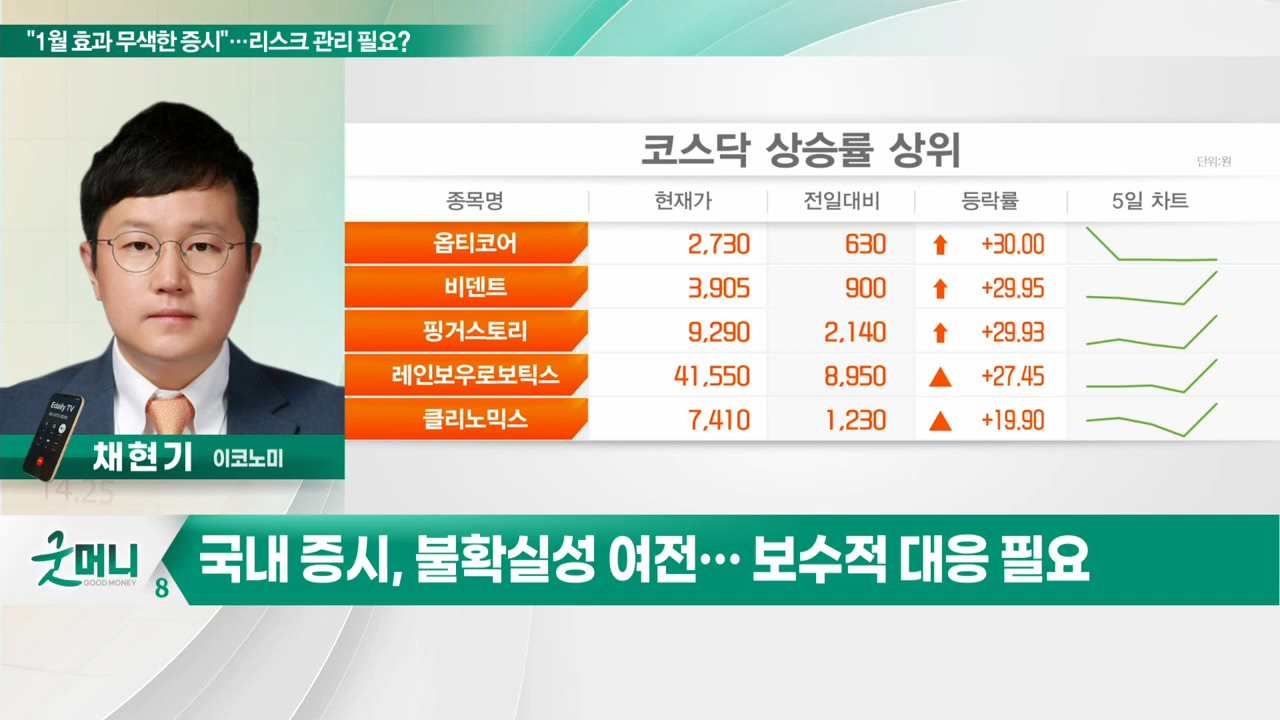 "1월 효과 무색한 증시"…리스크 관리 필요?
코스닥 상승률 상위
단위:원
종목명 현재가 전일대비 등락률 5일 차트
옵티코어 2,730 630 ⬆ +30.00
비덴트 3,905 900 ⬆ +29.95
핑거스토리 9,290 2,140 ⬆ +29.93
레인보우로보틱스 41,550 8,950 ▲ +27.45
클리노믹스 7,410 1,230 ▲ +19.90
Edaily TV
채현기 이코노미
14.25
굿머니
GOOD MONEY
8
국내 증시, 불확실성 여전… 보수적 대응 필요